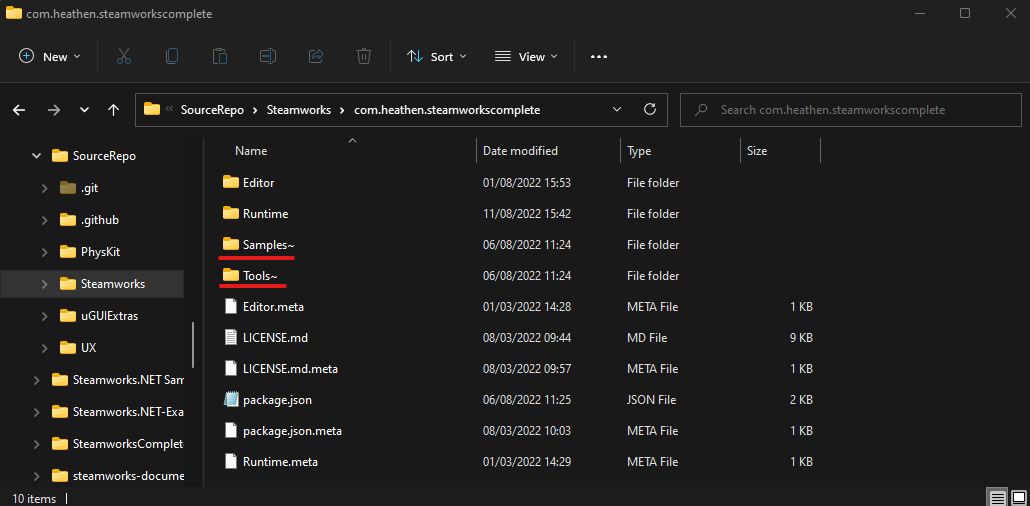 com.heathen.steamworkscomplete
New
Sort
View
SourceRepo > Steamworks > com.heathen.steamworkscomplete
Search com.heathen.steamworkscomplete
SourceRepo
.git
.github
PhysKit
Steamworks
uGUIExtras
UX
Steamworks.NET Sam
Steamworks.NET-Exa
SteamworksComplet
steamworks-docume
Name Date modified Type Size
Editor 01/08/2022 15:53 File folder
Runtime 11/08/2022 15:42 File folder
Samples~ 06/08/2022 11:24 File folder
Tools~ 06/08/2022 11:24 File folder
Editor.meta 01/03/2022 14:28 META File 1 KB
LICENSE.md 08/03/2022 09:44 MD File 9 KB
LICENSE.md.meta 08/03/2022 09:57 META File 1 KB
package.json 06/08/2022 11:25 JSON File 2 KB
package.json.meta 08/03/2022 10:03 META File 1 KB
Runtime.meta 01/03/2022 14:29 META File 1 KB
10 items